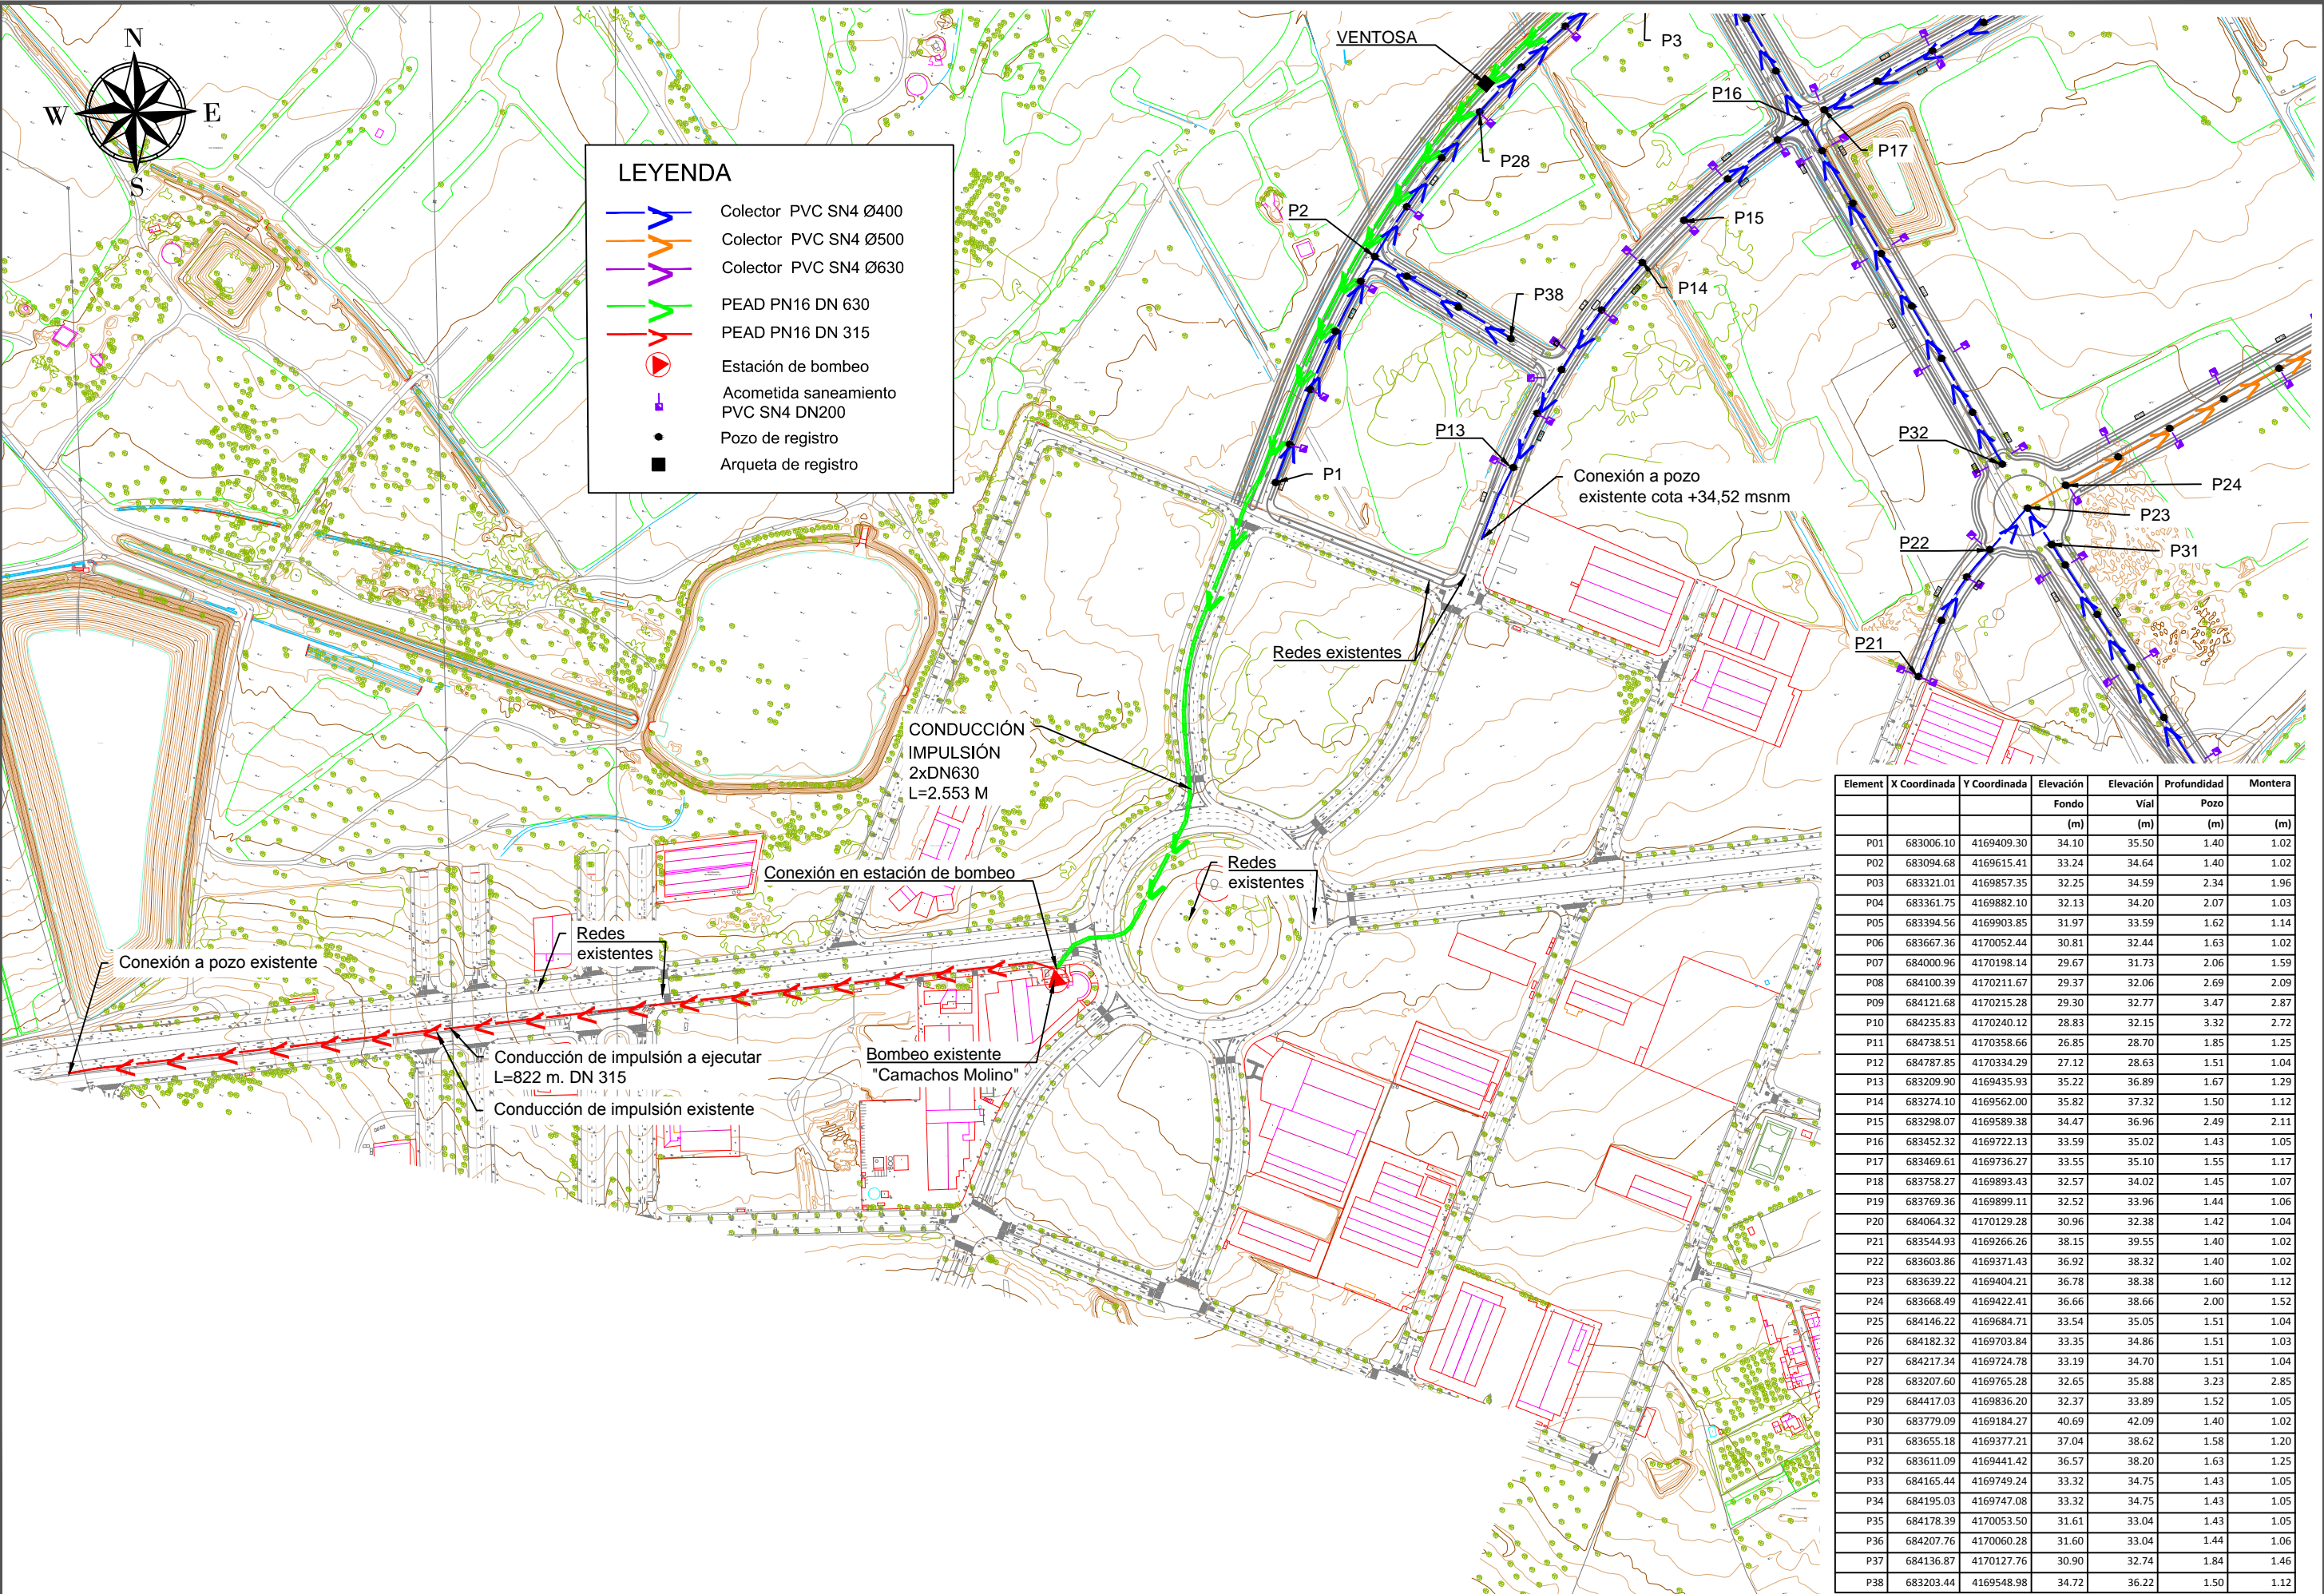 N
W
E
S
LEYENDA
Colector PVC SN4 Ø400
Colector PVC SN4 Ø500
Colector PVC SN4 Ø630
PEAD PN16 DN 630
PEAD PN16 DN 315
Estación de bombeo
Acometida saneamiento
PVC SN4 DN200
Pozo de registro
Arqueta de registro
VENTOSA
P3
P16
P17
P28
P2
P15
P14
P38
P13
P1
Conexión a pozo
existente cota +34,52 msnm
P32
P24
P23
P22
P31
P21
Redes existentes
CONDUCCIÓN
IMPULSIÓN
2xDN630
L=2.553 M
Conexión en estación de bombeo
Redes
existentes
Redes
existentes
Conexión a pozo existente
Conducción de impulsión a ejecutar
L=822 m. DN 315
Conducción de impulsión existente
Bombeo existente
"Camachos Molino"
Element X Coordinada Y Coordinada Elevación Elevación Profundidad Montera
Fondo Víal Pozo
(m) (m) (m) (m)
P01 683006.10 4169409.30 34.10 35.50 1.40 1.02
P02 683094.68 4169615.41 33.24 34.64 1.40 1.02
P03 683321.01 4169857.35 32.25 34.59 2.34 1.96
P04 683361.75 4169882.10 32.13 34.20 2.07 1.03
P05 683394.56 4169903.85 31.97 33.59 1.62 1.14
P06 683667.36 4170052.44 30.81 32.44 1.63 1.02
P07 684000.96 4170198.14 29.67 31.73 2.06 1.59
P08 684100.39 4170211.67 29.37 32.06 2.69 2.09
P09 684121.68 4170215.28 29.30 32.77 3.47 2.87
P10 684235.83 4170240.12 28.83 32.15 3.32 2.72
P11 684738.51 4170358.66 26.85 28.70 1.85 1.25
P12 684787.85 4170334.29 27.12 28.63 1.51 1.04
P13 683209.90 4169435.93 35.22 36.89 1.67 1.29
P14 683274.10 4169562.00 35.82 37.32 1.50 1.12
P15 683298.07 4169589.38 34.47 36.96 2.49 2.11
P16 683452.32 4169722.13 33.59 35.02 1.43 1.05
P17 683469.61 4169736.27 33.55 35.10 1.55 1.17
P18 683758.27 4169893.43 32.57 34.02 1.45 1.07
P19 683769.36 4169899.11 32.52 33.96 1.44 1.06
P20 684064.32 4170129.28 30.96 32.38 1.42 1.04
P21 683544.93 4169266.26 38.15 39.55 1.40 1.02
P22 683603.86 4169371.43 36.92 38.32 1.40 1.02
P23 683639.22 4169404.21 36.78 38.38 1.60 1.12
P24 683668.49 4169422.41 36.66 38.66 2.00 1.52
P25 684146.22 4169684.71 33.54 35.05 1.51 1.04
P26 684182.32 4169703.84 33.35 34.86 1.51 1.03
P27 684217.34 4169724.78 33.19 34.70 1.51 1.04
P28 683207.60 4169765.28 32.65 35.88 3.23 2.85
P29 684417.03 4169836.20 32.37 33.89 1.52 1.05
P30 683779.09 4169184.27 40.69 42.09 1.40 1.02
P31 683655.18 4169377.21 37.04 38.62 1.58 1.20
P32 683611.09 4169441.42 36.57 38.20 1.63 1.25
P33 684165.44 4169749.24 33.32 34.75 1.43 1.05
P34 684195.03 4169747.08 33.32 34.75 1.43 1.05
P35 684178.39 4170053.50 31.61 33.04 1.43 1.05
P36 684207.76 4170060.28 31.60 33.04 1.44 1.06
P37 684136.87 4170127.76 30.90 32.74 1.84 1.46
P38 683203.44 4169548.98 34.72 36.22 1.50 1.12